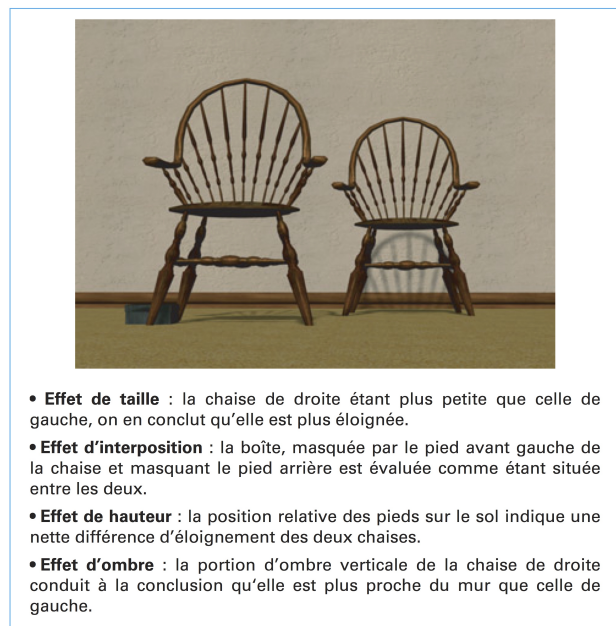 • Effet de taille : la chaise de droite étant plus petite que celle de
gauche, on en conclut qu’elle est plus éloignée.
• Effet d’interposition : la boîte, masquée par le pied avant gauche de
la chaise et masquant le pied arrière est évaluée comme étant située
entre les deux.
• Effet de hauteur : la position relative des pieds sur le sol indique une
nette différence d’éloignement des deux chaises.
• Effet d’ombre : la portion d’ombre verticale de la chaise de droite
conduit à la conclusion qu‘elle est plus proche du mur que celle de
gauche.